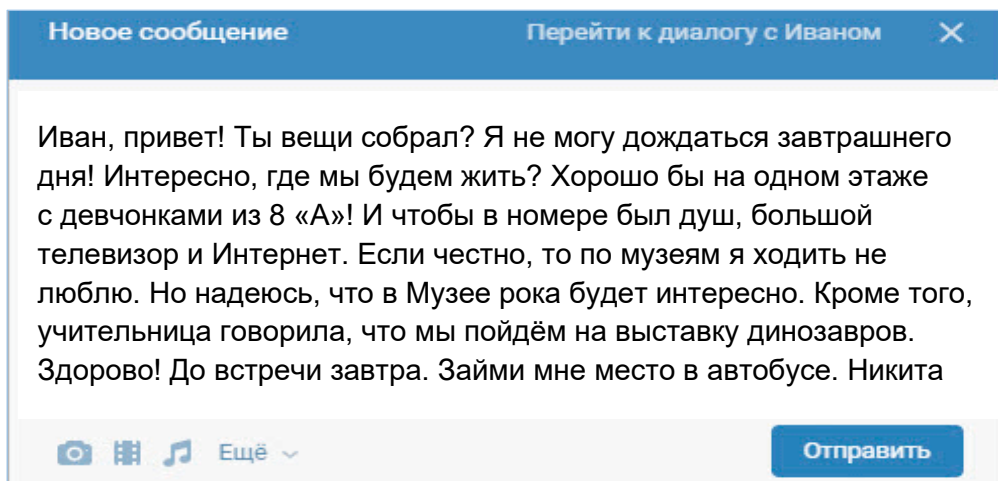 Новое сообщение Перейти к диалогу с Иваном
Иван, привет! Ты вещи собрал? Я не могу дождаться завтрашнего
дня! Интересно, где мы будем жить? Хорошо бы на одном этаже
с девчонками из 8 «А»! И чтобы в номере был душ, большой
телевизор и Интернет. Если честно, то по музеям я ходить не
люблю. Но надеюсь, что в Музее рока будет интересно. Кроме того,
учительница говорила, что мы пойдём на выставку динозавров.
Здорово! До встречи завтра. Займи мне место в автобусе. Никита
Ещё Отправить